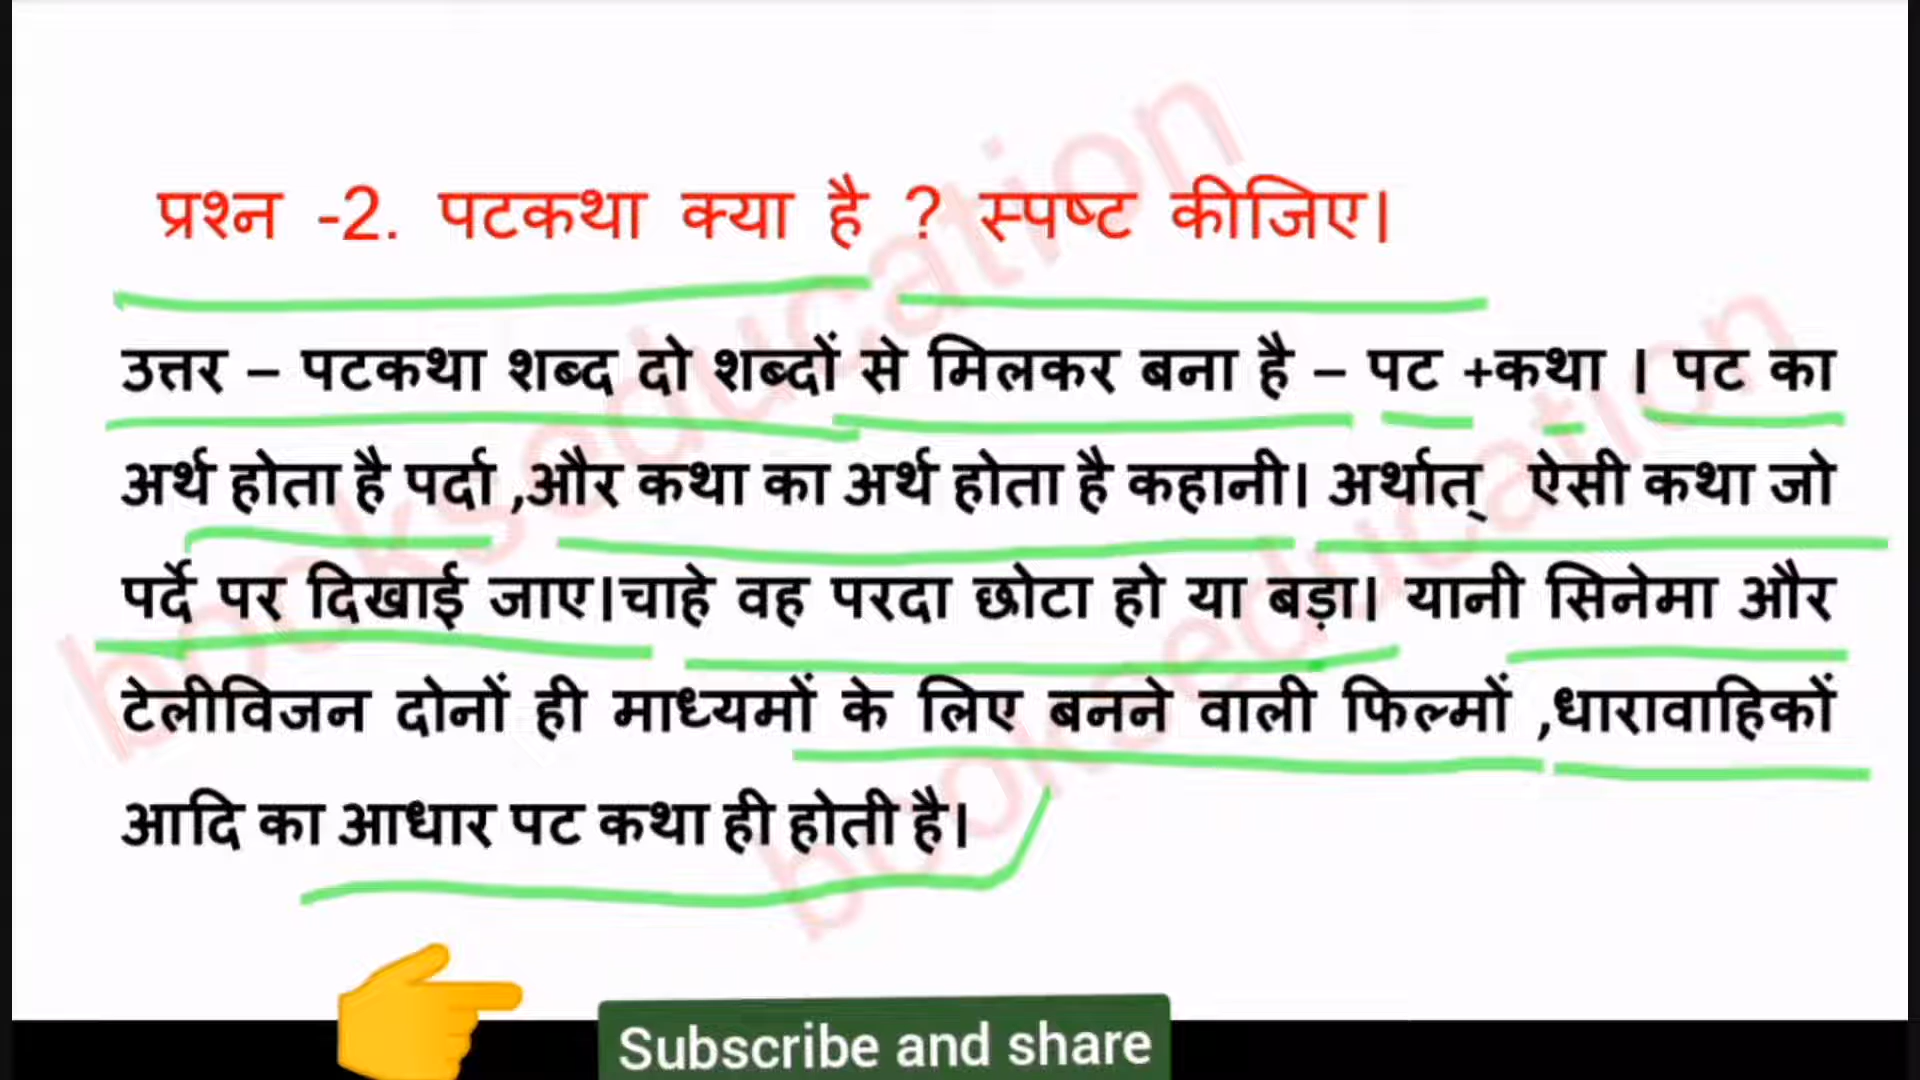 प्रश्न -2. पटकथा क्या है ? स्पष्ट कीजिए।
उत्तर – पटकथा शब्द दो शब्दों से मिलकर बना है – पट +कथा । पट का
अर्थ होता है पर्दा ,और कथा का अर्थ होता है कहानी। अर्थात् ऐसी कथा जो
पर्दे पर दिखाई जाए।चाहे वह परदा छोटा हो या बड़ा। यानी सिनेमा और
टेलीविजन दोनों ही माध्यमों के लिए बनने वाली फिल्मों ,धारावाहिकों
आदि का आधार पट कथा ही होती है।
bookseducation
bookseducation
Subscribe and share